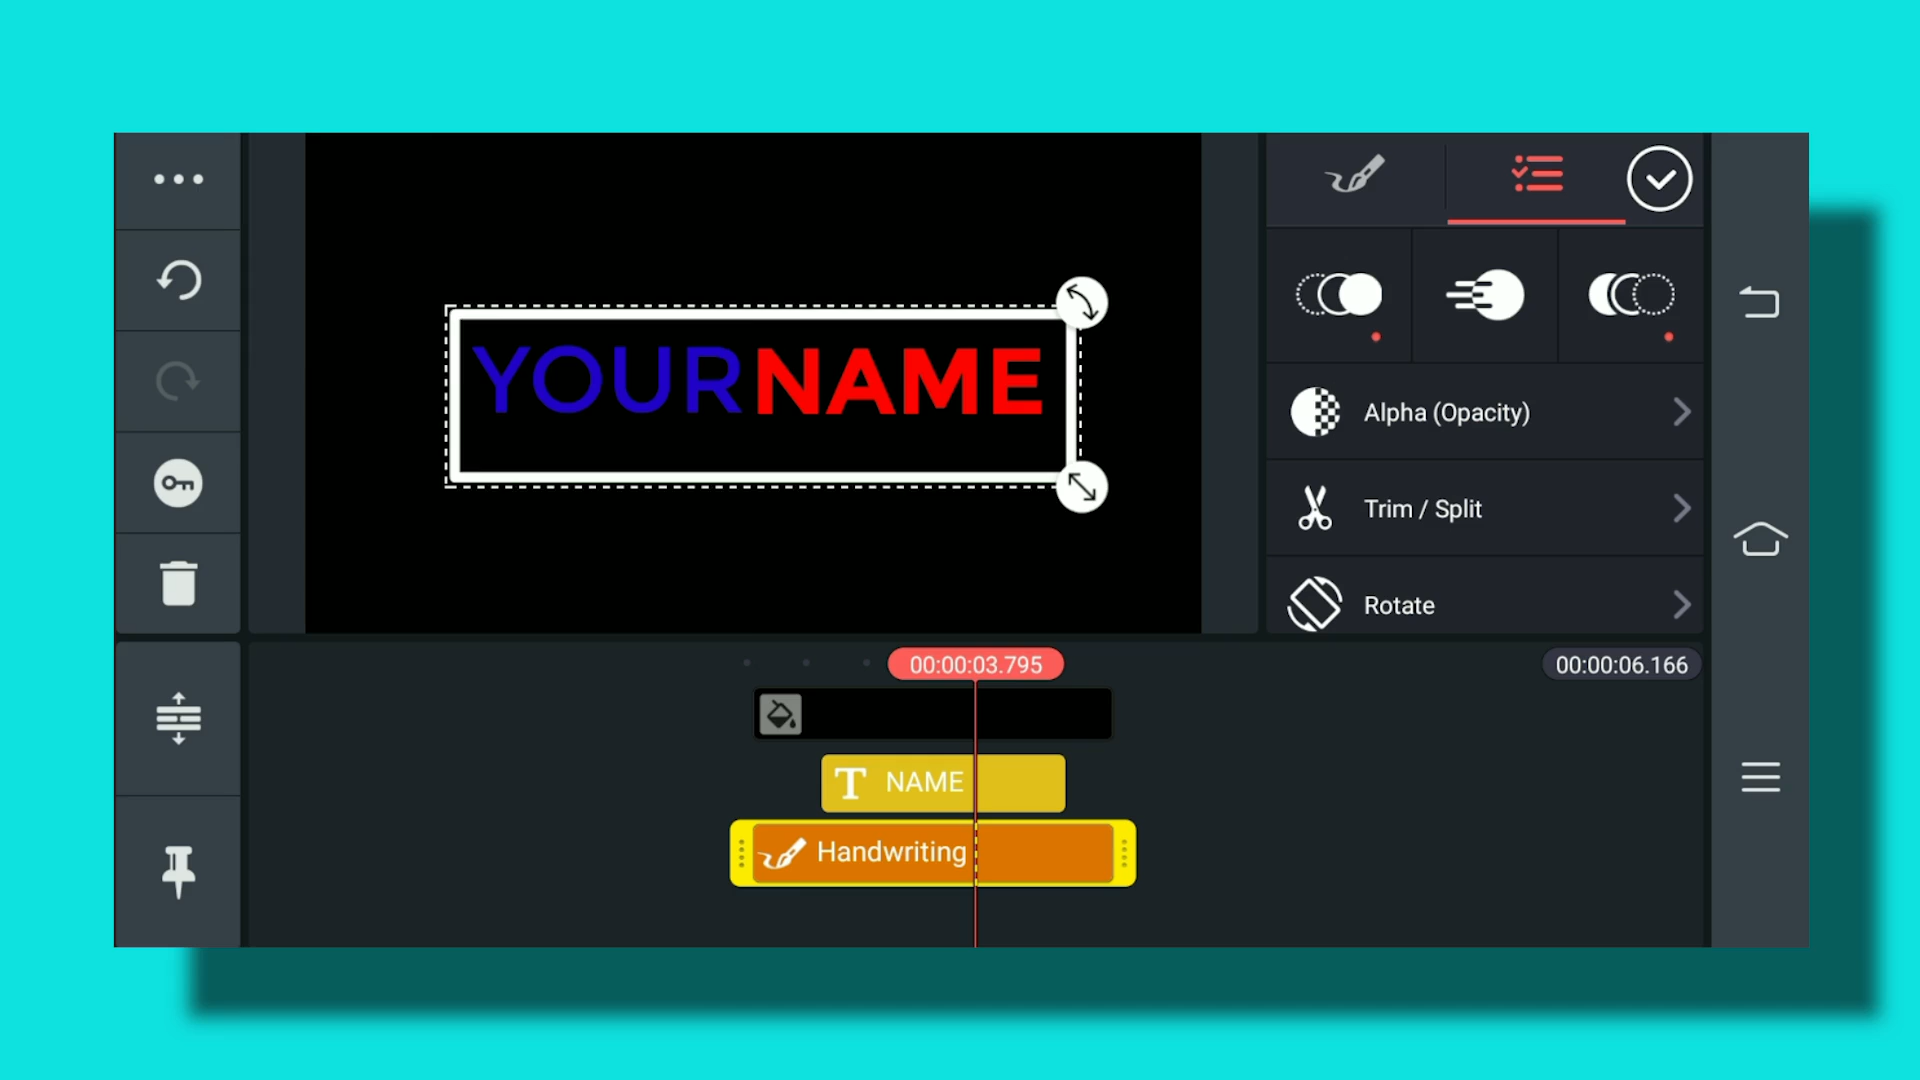 YOURNAME
Alpha (Opacity)
Trim / Split
Rotate
00:00:03.795
00:00:06.166
T NAME
Handwriting